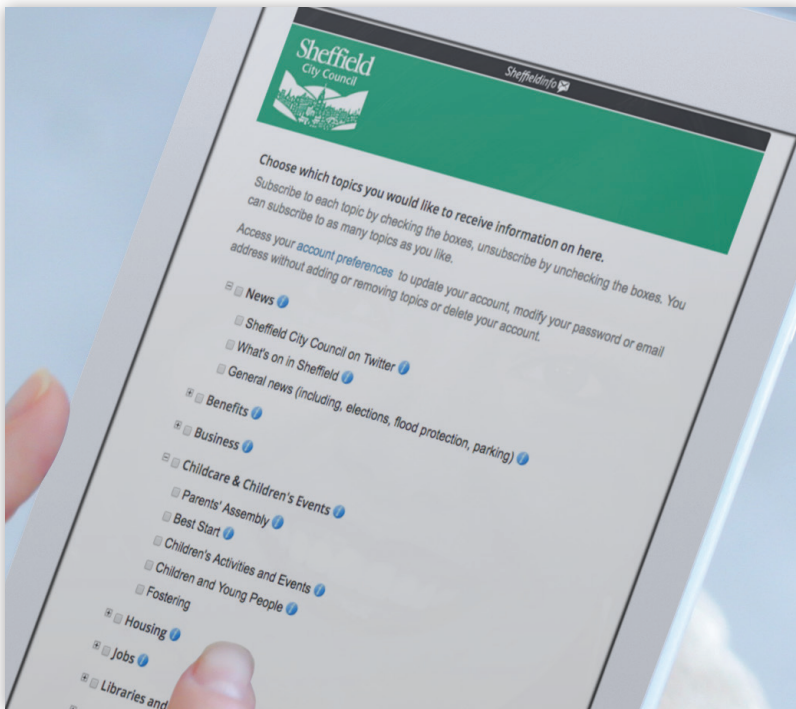 Sheffieldinfo
Sheffield
City Council
Choose which topics you would like to receive information on here.
Subscribe to each topic by checking the boxes, unsubscribe by unchecking the boxes. You
can subscribe to as many topics as you like.
Access your account preferences to update your account, modify your password or email
address without adding or removing topics or delete your account.
News
Sheffield City Council on Twitter
What's on in Sheffield
General news (including, elections, flood protection, parking)
Benefits
Business
Childcare & Children's Events
Parents' Assembly
Best Start
Children's Activities and Events
Children and Young People
Fostering
Housing
Jobs
Libraries and